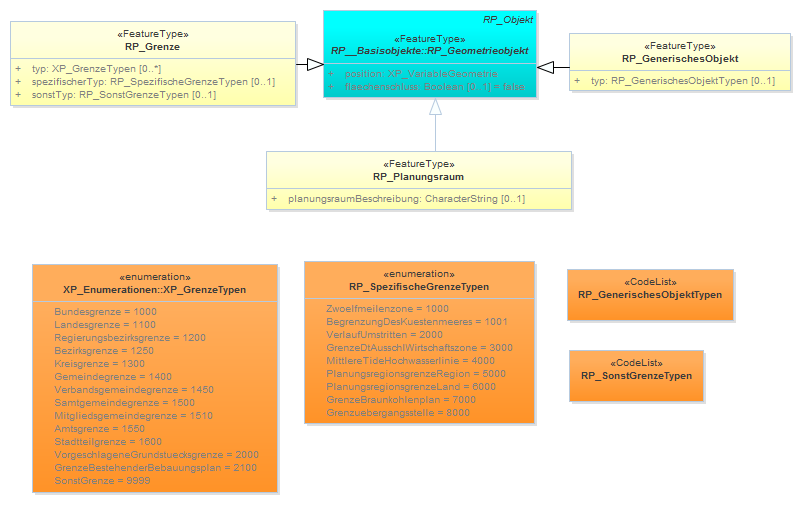 «FeatureType»
RP_Grenze
+ typ: XP_GrenzeTypen [0..*]
+ spezifischerTyp: RP_SpezifischeGrenzeTypen [0..1]
+ sonstTyp: RP_SonstGrenzeTypen [0..1]
RP_Objekt
«FeatureType»
RP__Basisobjekte::RP_Geometrieobjekt
+ position: XP_VariableGeometrie
+ flaechenschluss: Boolean [0..1] = false
«FeatureType»
RP_GenerischesObjekt
+ typ: RP_GenerischesObjektTypen [0..1]
«FeatureType»
RP_Planungsraum
+ planungsraumBeschreibung: CharacterString [0..1]
«enumeration»
XP_Enumerationen::XP_GrenzeTypen
Bundesgrenze = 1000
Landesgrenze = 1100
Regierungsbezirksgrenze = 1200
Bezirksgrenze = 1250
Kreisgrenze = 1300
Gemeindegrenze = 1400
Verbandsgemeindegrenze = 1450
Samtgemeindegrenze = 1500
Mitgliedsgemeindegrenze = 1510
Amtsgrenze = 1550
Stadtteilgrenze = 1600
VorgeschlageneGrundstuecksgrenze = 2000
GrenzeBestehenderBebauungsplan = 2100
SonstGrenze = 9999
«enumeration»
RP_SpezifischeGrenzeTypen
Zwoelfmeilenzone = 1000
BegrenzungDesKuestenmeeres = 1001
VerlaufUmstritten = 2000
GrenzeDtAusschlWirtschaftszone = 3000
MittlereTideHochwasserlinie = 4000
PlanungsregionsgrenzeRegion = 5000
PlanungsregionsgrenzeLand = 6000
GrenzeBraunkohlenplan = 7000
Grenzuebergangsstelle = 8000
«CodeList»
RP_GenerischesObjektTypen
«CodeList»
RP_SonstGrenzeTypen